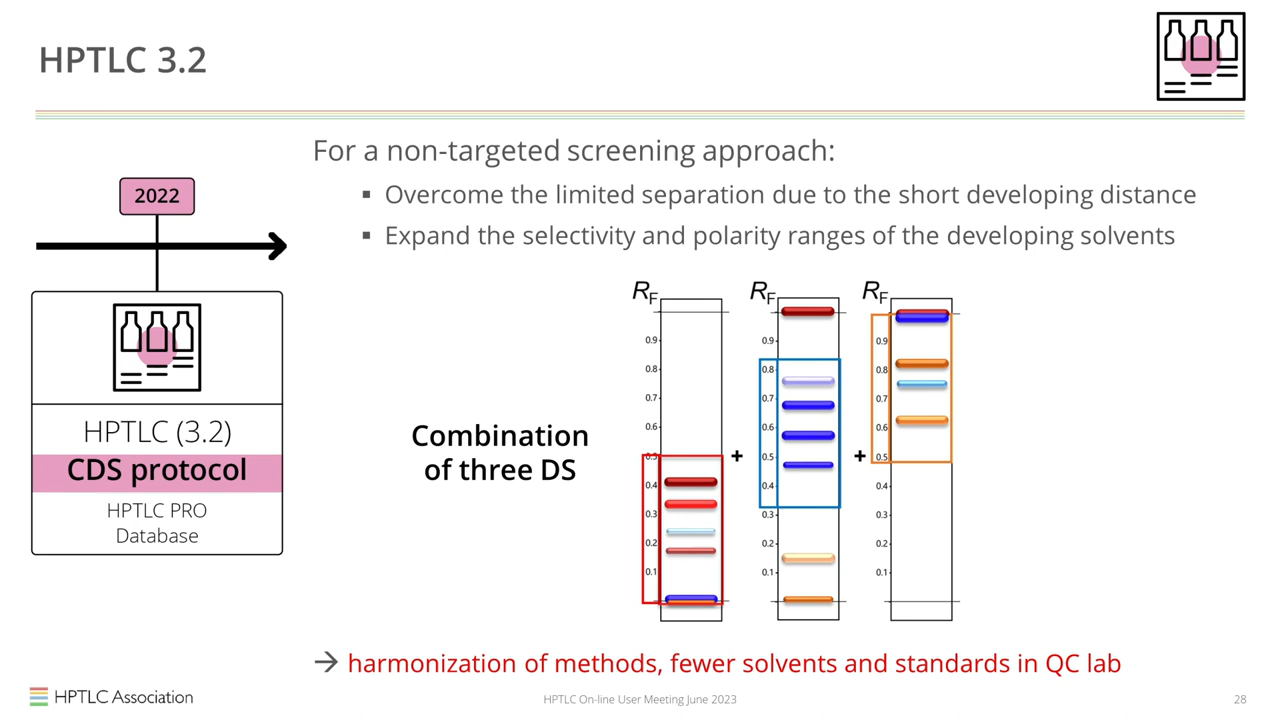 HPTLC 3.2
For a non-targeted screening approach:
▪ Overcome the limited separation due to the short developing distance
▪ Expand the selectivity and polarity ranges of the developing solvents
2022
HPTLC (3.2)
CDS protocol
HPTLC PRO
Database
Combination
of three DS
RF
0.9
0.8
0.7
0.6
0.5
0.4
0.3
0.2
0.1
+
RF
0.9
0.8
0.7
0.6
0.5
0.4
0.3
0.2
0.1
+
RF
0.9
0.8
0.7
0.6
0.5
0.4
0.3
0.2
0.1
→ harmonization of methods, fewer solvents and standards in QC lab
HPTLC Association
HPTLC On-line User Meeting June 2023
28